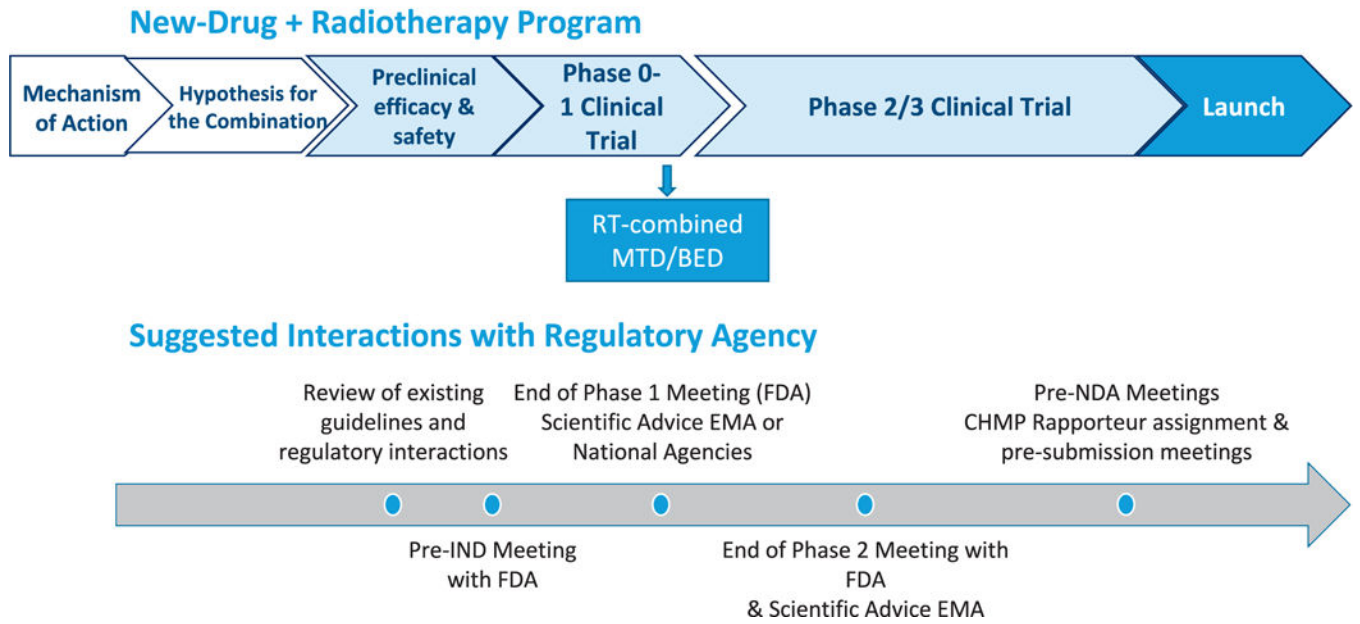 New-Drug + Radiotherapy Program
Mechanism
of Action
Hypothesis for
the Combination
Preclinical
efficacy &
safety
Phase 0-
1 Clinical
Trial
Phase 2/3 Clinical Trial
Launch
RT-combined
MTD/BED
Suggested Interactions with Regulatory Agency
Review of existing
guidelines and
regulatory interactions
End of Phase 1 Meeting (FDA)
Scientific Advice EMA or
National Agencies
Pre-NDA Meetings
CHMP Rapporteur assignment &
pre-submission meetings
Pre-IND Meeting
with FDA
End of Phase 2 Meeting with
FDA
& Scientific Advice EMA